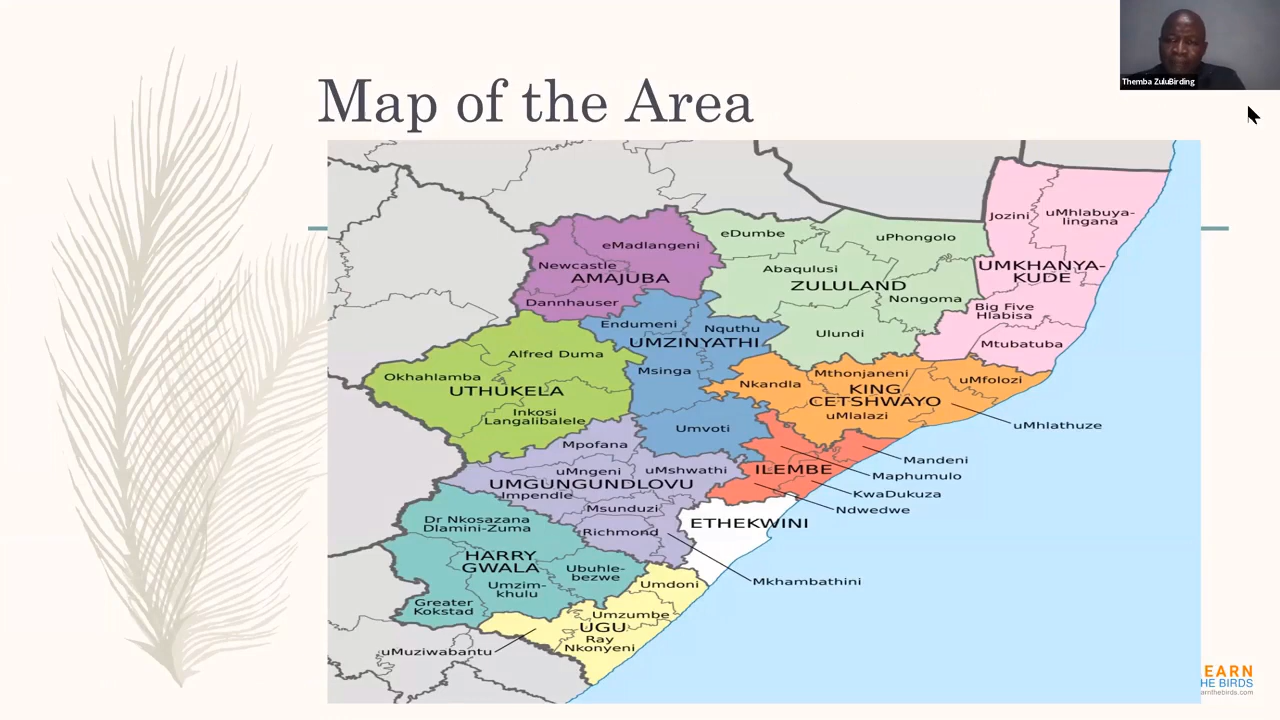 Themba ZuluBirding
Map of the Area
Jozini
uMhlabuya-
lingana
eDumbe
uPhongolo
eMadlangeni
Newcastle
AMAJUBA
Dannhauser
Abaqulusi
ZULULAND
Nongoma
Ulundi
UMKHANYA-
KUDE
Big Five
Hlabisa
Mtubatuba
Endumeni
Nquthu
UMZINYATHI
Msinga
Umvoti
Alfred Duma
Okhahlamba
UTHUKELA
Inkosi
Langalibalele
Mthonjaneni
Nkandla
KING
CETSHWAYO
uMfolozi
uMlalazi
uMhlathuze
Mpofana
uMngeni
uMshwathi
UMGUNGUNDLOVU
Impendle
Msunduzi
Richmond
ILEMBE
Mandeni
Maphumulo
KwaDukuza
Ndwedwe
ETHEKWINI
Mkhambathini
Dr Nkosazana
Dlamini-Zuma
HARRY
GWALA
Ubuhle-
bezwe
Umzim-
khulu
Greater
Kokstad
Umdoni
Umzumbe
UGU
Ray
Nkonyeni
uMuziwabantu
EARN
HE BIRDS
arnthebirds.com